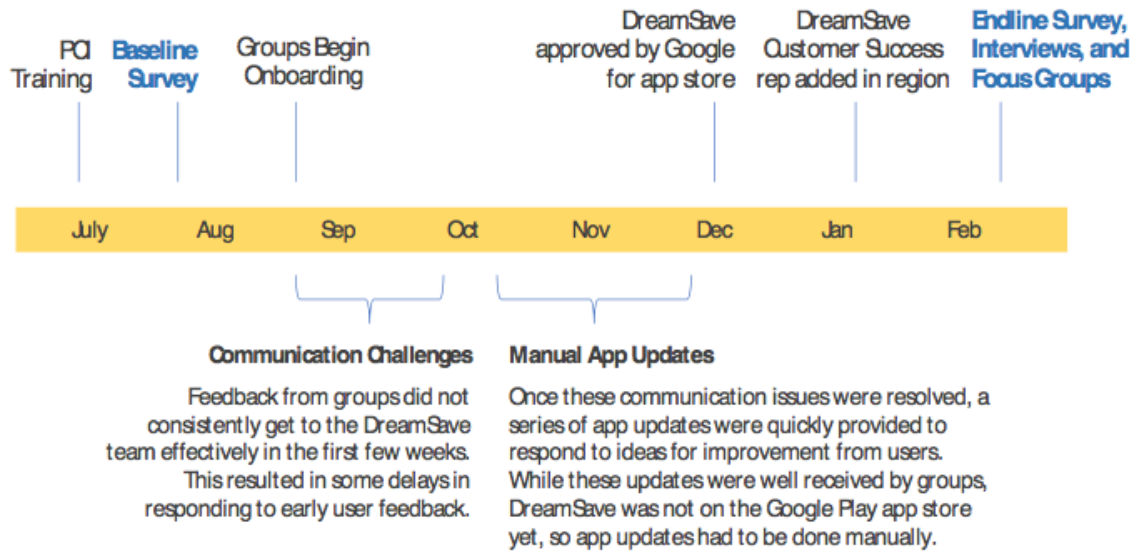 PCI
Training
Baseline
Survey
Groups Begin
Onboarding
DreamSave
approved by Google
for app store
DreamSave
Customer Success
rep added in region
Endline Survey,
Interviews, and
Focus Groups
July Aug Sep Oct Nov Dec Jan Feb
Communication Challenges
Feedback from groups did not
consistently get to the DreamSave
team effectively in the first few weeks.
This resulted in some delays in
responding to early user feedback.
Manual App Updates
Once these communication issues were resolved, a
series of app updates were quickly provided to
respond to ideas for improvement from users.
While these updates were well received by groups,
DreamSave was not on the Google Play app store
yet, so app updates had to be done manually.